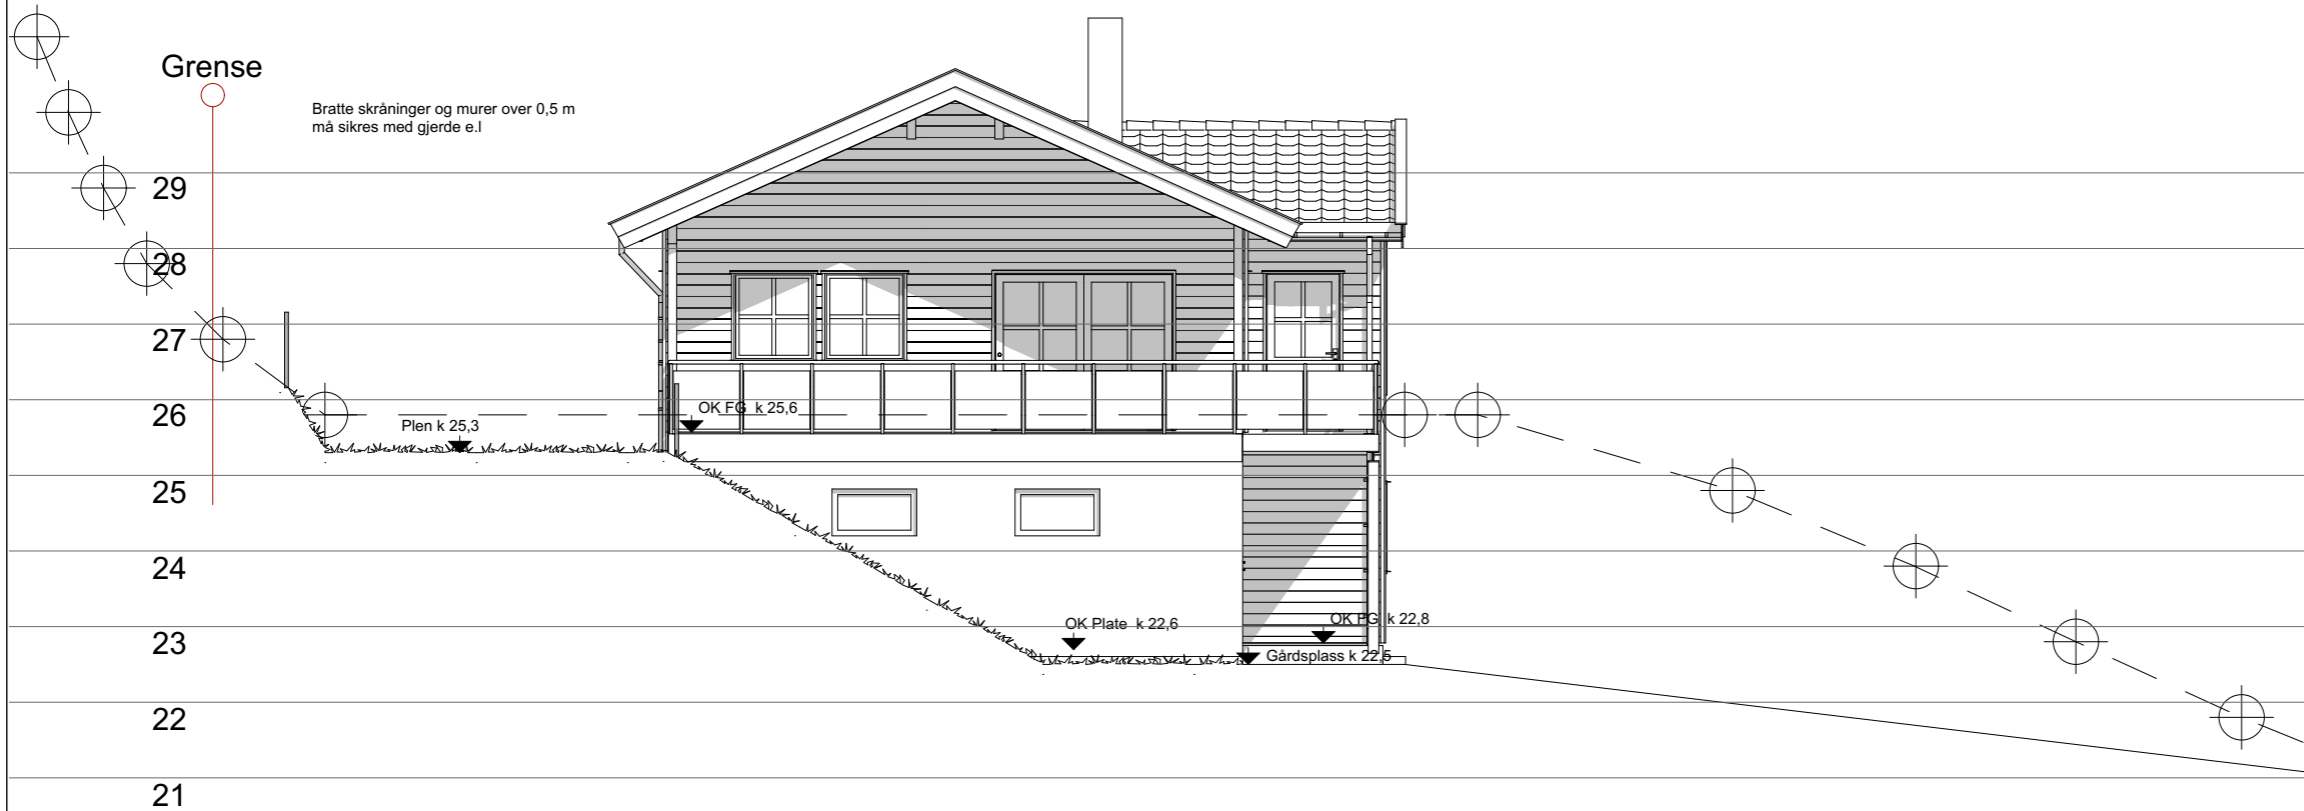 Grense
Bratte skråninger og murer over 0,5 m
må sikres med gjerde e.l
29
28
27
26
OK FG  k 25,6
Plen k 25,3
25
24
23
OK Plate  k 22,6
OK FG  k 22,8
Gårdsplass k 22,5
22
21